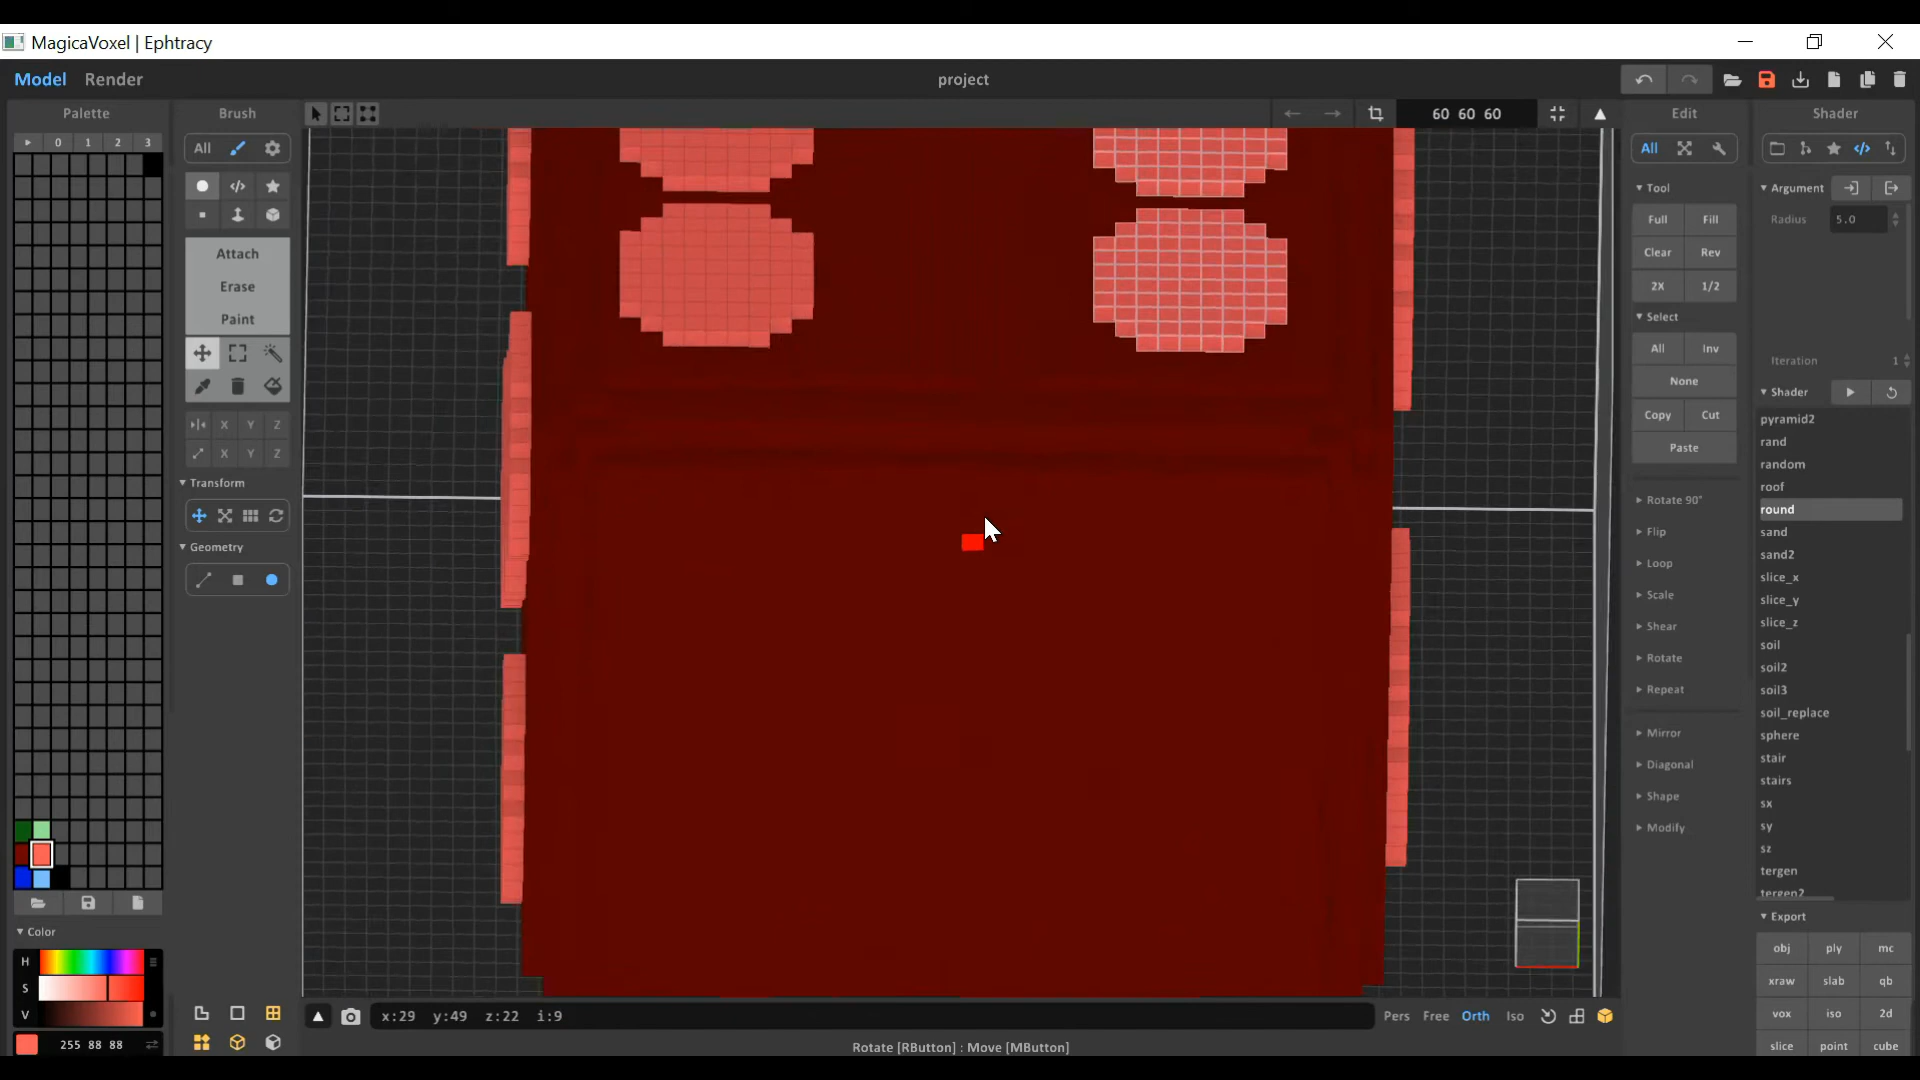 MagicaVoxel | Ephtracy
Model Render
project
Palette
Brush
60 60 60
Edit
Shader
0 1 2 3
All
All
Tool
Argument
Full Fill
Radius 5.0
Attach
Clear Rev
Erase
2X 1/2
Paint
Select
All Inv
Iteration 1
None
Shader
Copy Cut
pyramid2
X Y Z
rand
Paste
X Y Z
random
Transform
roof
Rotate 90°
round
Flip
sand
Geometry
sand2
Loop
slice_x
Scale
slice_y
Shear
slice_z
soil
Rotate
soil2
Repeat
soil3
soil_replace
Mirror
sphere
Diagonal
stair
stairs
Shape
sx
Modify
sy
sz
tergen
tergen2
Export
Color
obj ply mc
H
xraw slab qb
S
V
vox iso 2d
x:29 y:49 z:22 i:9
Pers Free Orth Iso
255 88 88
slice point cube
Rotate [RButton] : Move [MButton]